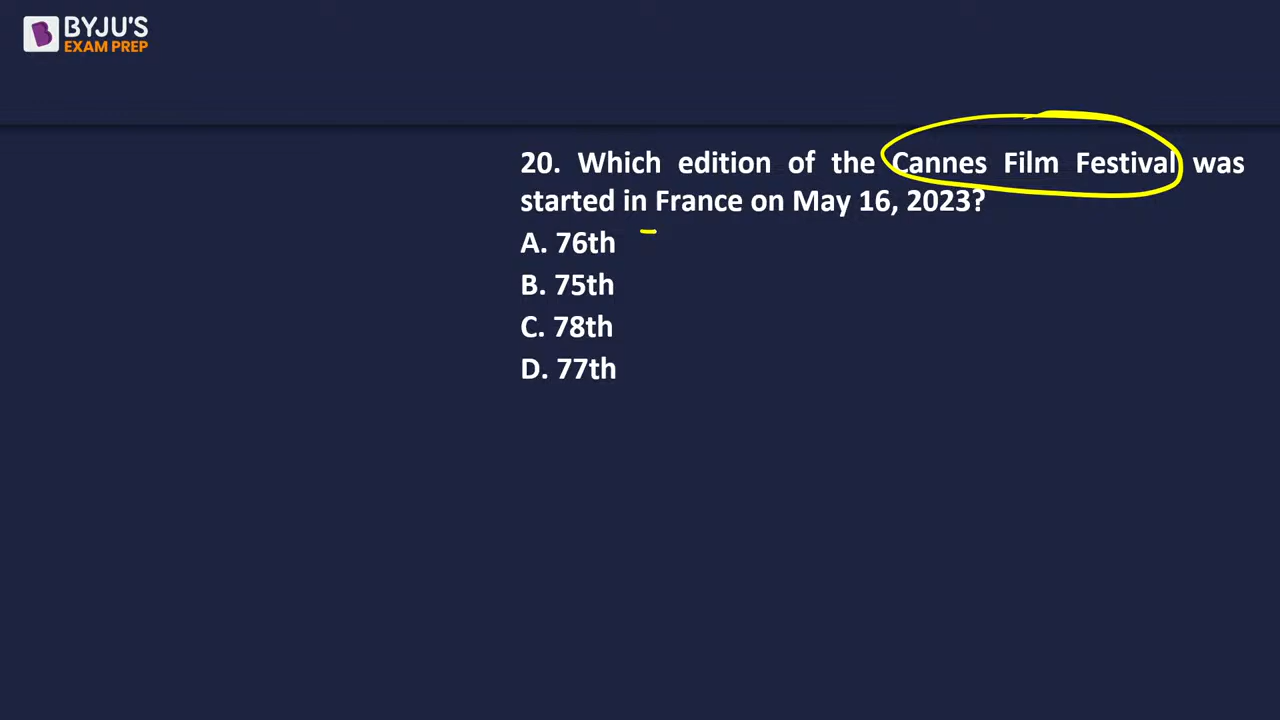 BYJU'S
EXAM PREP
20. Which edition of the Cannes Film Festival was
started in France on May 16, 2023?
A. 76th
B. 75th
C. 78th
D. 77th